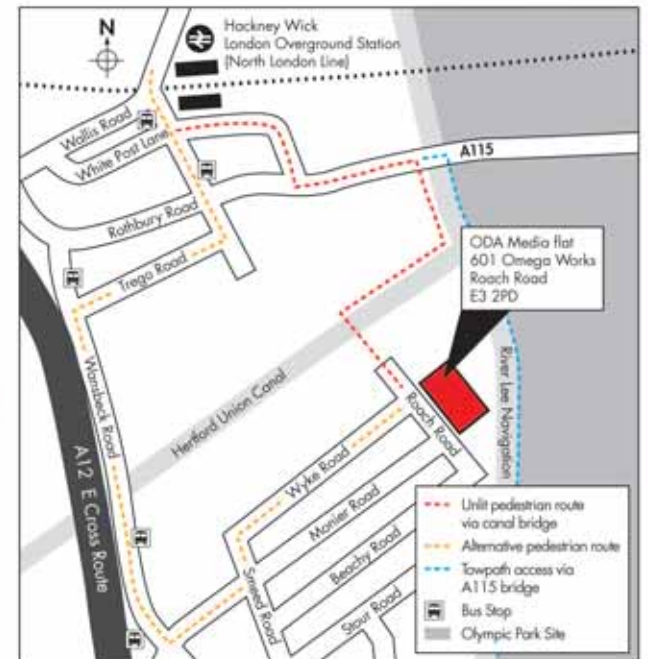 N
Hackney Wick
London Overground Station
(North London Line)
Wallis Road
White Post Lane
A115
Rothbury Road
Trego Road
ODA Media flat
601 Omega Works
Roach Road
E3 2PD
Wansbeck Road
Hertford Union Canal
River Lee Navigation
A12 E Cross Route
Roach Road
Wyke Road
Monier Road
Beachy Road
Smeed Road
Stour Road
Unlit pedestrian route
via canal bridge
Alternative pedestrian route
Towpath access via
A115 bridge
Bus Stop
Olympic Park Site